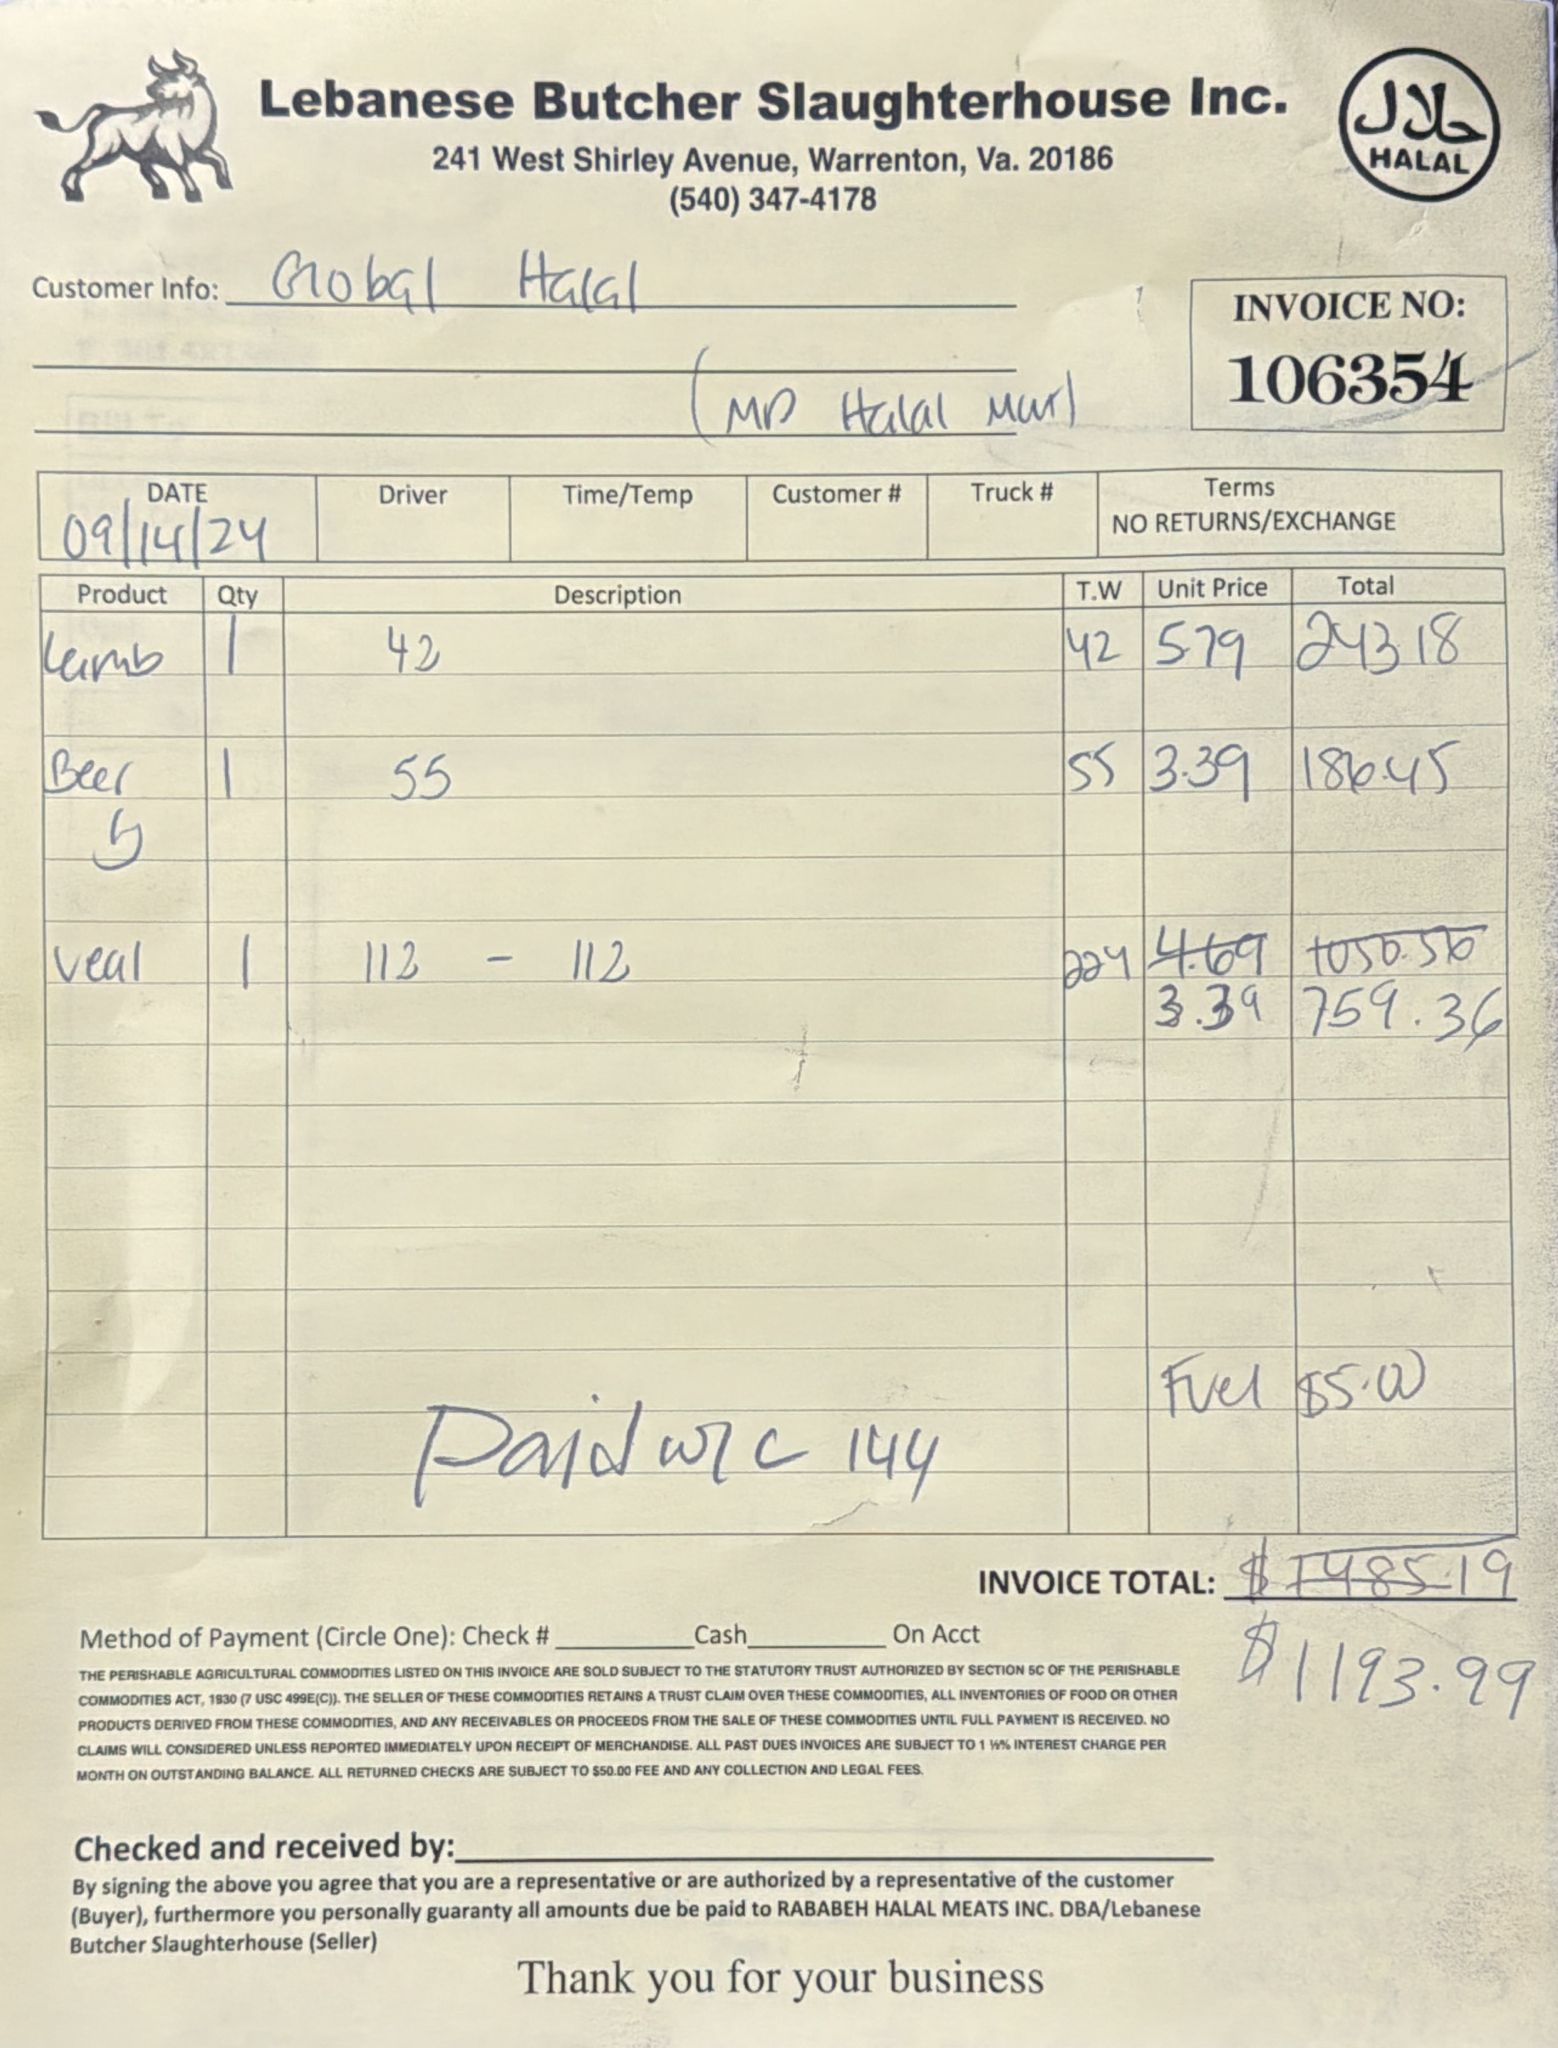 Lebanese Butcher Slaughterhouse Inc.
241 West Shirley Avenue, Warrenton, Va. 20186
(540) 347-4178
حلال
HALAL
Customer Info: Global Halal
(MD Halal Mart)
INVOICE NO:
106354
DATE Driver Time/Temp Customer # Truck # Terms
09/14/24 NO RETURNS/EXCHANGE
Product Qty Description T.W Unit Price Total
Lamb 1 42 42 579 243 18
Beef 1 55 55 3.39 186.45
veal 1 112 - 112 224 4.69 1050.56
3.39 759.36
Fuel $5.00
Paid w/ C 144
INVOICE TOTAL: $ 1485.19
$1193.99
Method of Payment (Circle One): Check # Cash On Acct
THE PERISHABLE AGRICULTURAL COMMODITIES LISTED ON THIS INVOICE ARE SOLD SUBJECT TO THE STATUTORY TRUST AUTHORIZED BY SECTION 5C OF THE PERISHABLE
COMMODITIES ACT, 1930 (7 USC 499E(C)). THE SELLER OF THESE COMMODITIES RETAINS A TRUST CLAIM OVER THESE COMMODITIES, ALL INVENTORIES OF FOOD OR OTHER
PRODUCTS DERIVED FROM THESE COMMODITIES, AND ANY RECEIVABLES OR PROCEEDS FROM THE SALE OF THESE COMMODITIES UNTIL FULL PAYMENT IS RECEIVED. NO
CLAIMS WILL CONSIDERED UNLESS REPORTED IMMEDIATELY UPON RECEIPT OF MERCHANDISE. ALL PAST DUES INVOICES ARE SUBJECT TO 1 ½% INTEREST CHARGE PER
MONTH ON OUTSTANDING BALANCE. ALL RETURNED CHECKS ARE SUBJECT TO $50.00 FEE AND ANY COLLECTION AND LEGAL FEES.
Checked and received by:
By signing the above you agree that you are a representative or are authorized by a representative of the customer
(Buyer), furthermore you personally guaranty all amounts due be paid to RABABEH HALAL MEATS INC. DBA/Lebanese
Butcher Slaughterhouse (Seller)
Thank you for your business